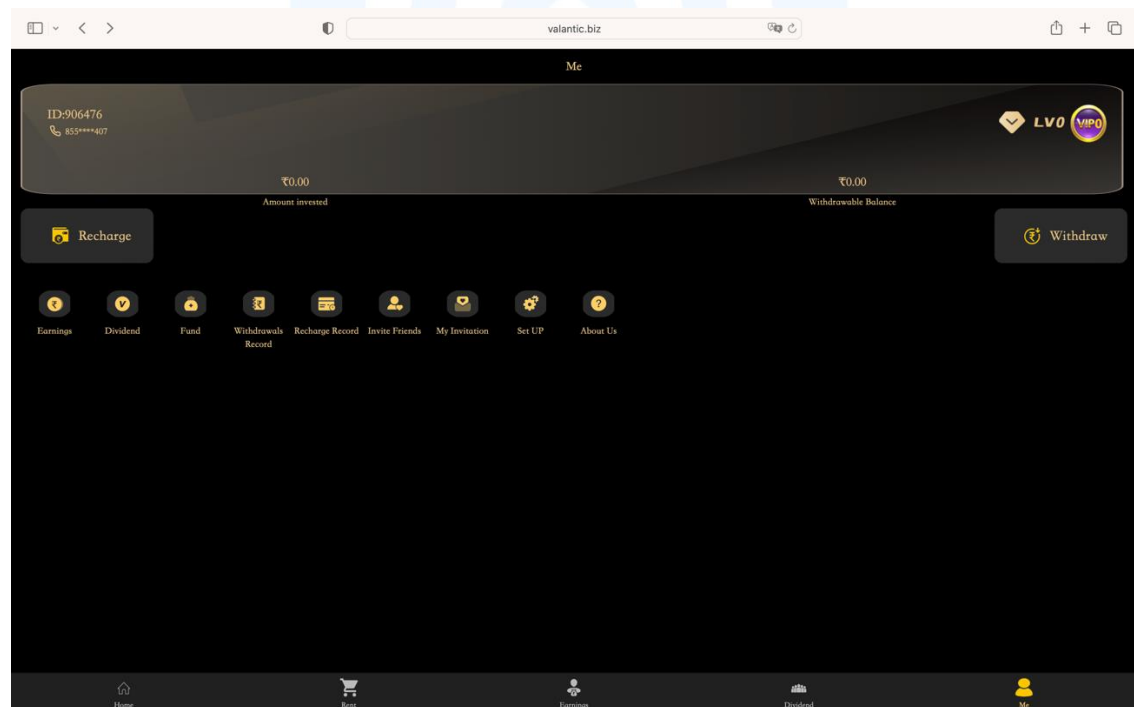 valantic.biz
Me
ID:906476
855****407
LV0 VIP0
₹0.00
Amount invested
₹0.00
Withdrawable Balance
Recharge
Withdraw
Earnings
Dividend
Fund
Withdrawals
Record
Recharge Record
Invite Friends
My Invitation
Set UP
About Us
Home
Rent
Earnings
Dividend
Me